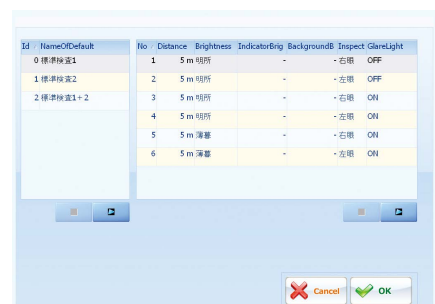 Id NameOfDefault
0 標準検査1
1 標準検査2
2 標準検査1+2
No Distance Brightness IndicatorBrig BackgroundB Inspect GlareLight
1 5 m 明所 - - 右眼 OFF
2 5 m 明所 - - 左眼 OFF
3 5 m 明所 - - 右眼 ON
4 5 m 明所 - - 左眼 ON
5 5 m 薄暮 - - 右眼 ON
6 5 m 薄暮 - - 左眼 ON
Cancel OK